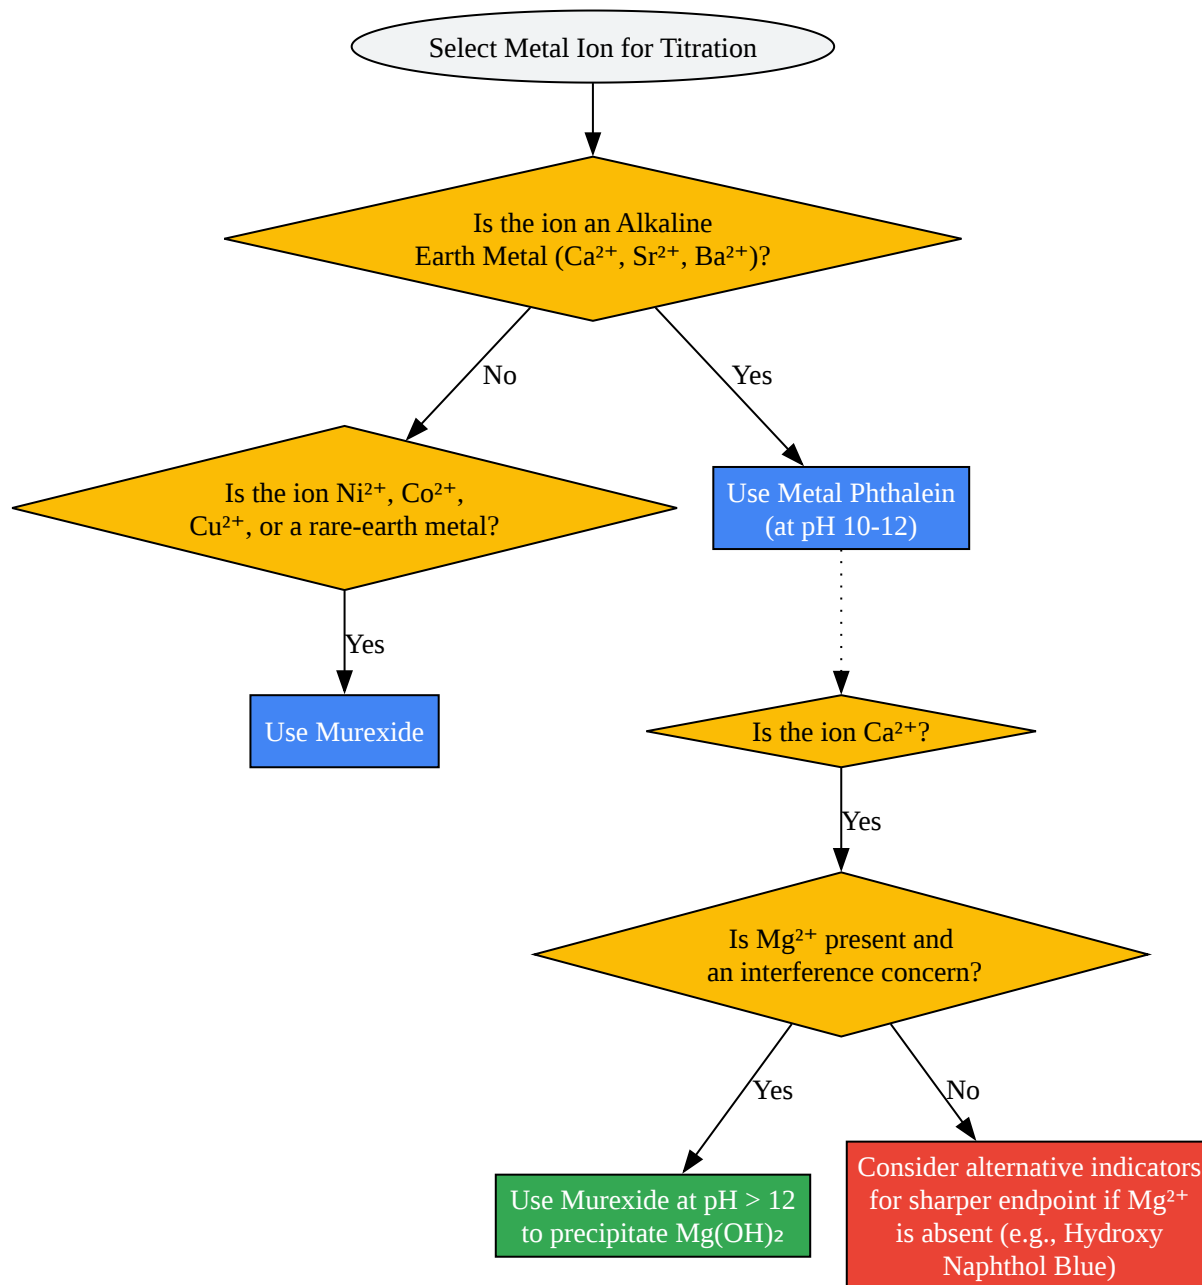 Select Metal Ion for Titration
Is the ion an Alkaline
Earth Metal (Ca²⁺, Sr²⁺, Ba²⁺)?
No
Yes
Is the ion Ni²⁺, Co²⁺,
Cu²⁺, or a rare-earth metal?
Use Metal Phthalein
(at pH 10-12)
Yes
Use Murexide
Is the ion Ca²⁺?
Yes
Is Mg²⁺ present and
an interference concern?
Yes
No
Use Murexide at pH > 12
to precipitate Mg(OH)₂
Consider alternative indicators
for sharper endpoint if Mg²⁺
is absent (e.g., Hydroxy
Naphthol Blue)